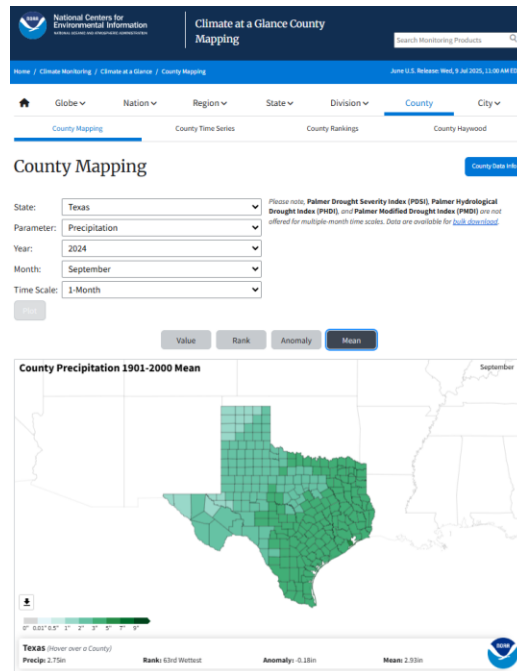 NOAA
National Centers for
Environmental Information
NATIONAL OCEANIC AND ATMOSPHERIC ADMINISTRATION
Climate at a Glance County
Mapping
Search Monitoring Products
Home / Climate Monitoring / Climate at a Glance / County Mapping
June U.S. Release: Wed, 9 Jul 2025, 11:00 AM ED
Globe
Nation
Region
State
Division
County
City
County Mapping
County Time Series
County Rankings
County Haywood
County Mapping
County Data Info
State:
Texas
Parameter:
Precipitation
Year:
2024
Month:
September
Time Scale:
1-Month
Plot
Please note, Palmer Drought Severity Index (PDSI), Palmer Hydrological
Drought Index (PHDI), and Palmer Modified Drought Index (PMDI) are not
offered for multiple-month time scales. Data are available for bulk download.
Value
Rank
Anomaly
Mean
County Precipitation 1901-2000 Mean
September
0" 0.01" 0.5" 1" 2" 3" 5" 7" 9"
Texas (Hover over a County)
Precip: 2.75in
Rank: 63rd Wettest
Anomaly: -0.18in
Mean: 2.93in
NOAA